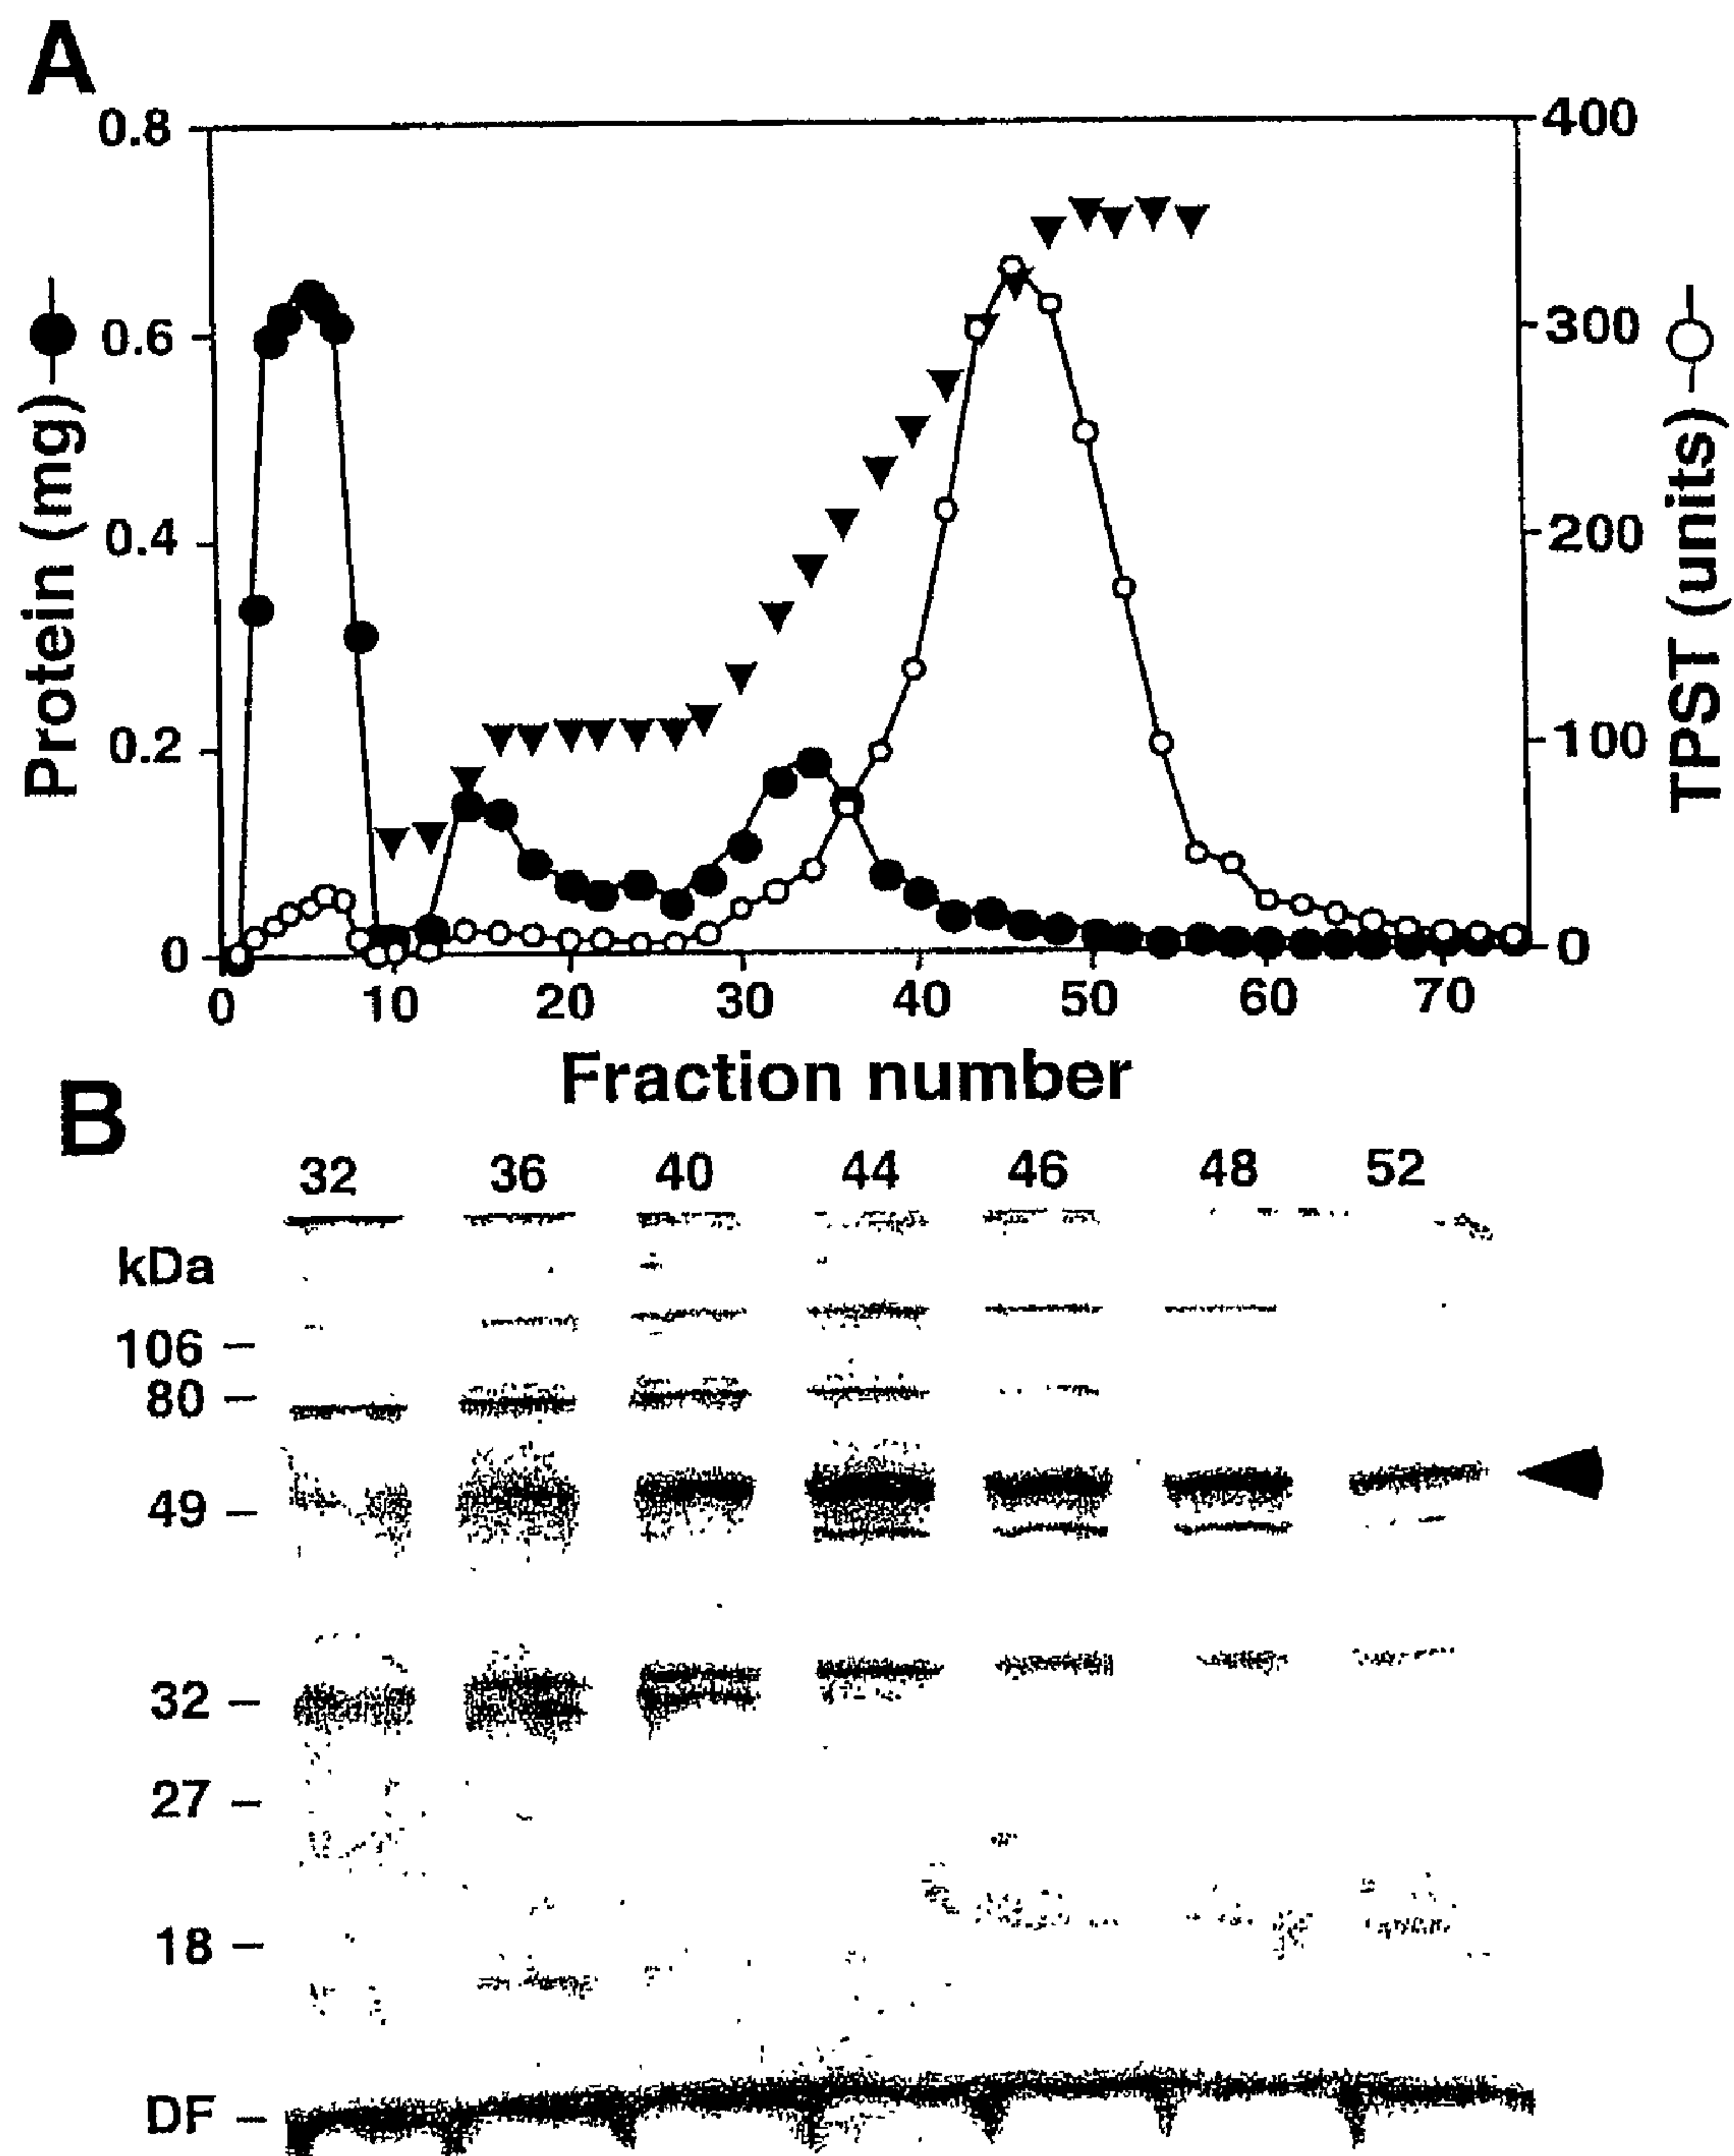 A
0.8
0.6
0.4
0.2
0
Protein (mg)
400
300
200
100
0
TPST (units)
0 10 20 30 40 50 60 70
Fraction number
B
32 36 40 44 46 48 52
kDa
106
80
49
32
27
18
DF